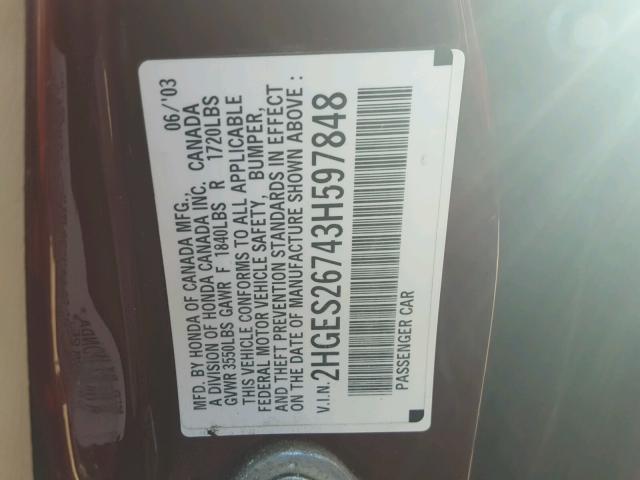 MFD. BY HONDA OF CANADA MFG., 06/'03
A DIVISION OF HONDA CANADA INC. CANADA
GVWR 3550LBS GAWR F 1840LBS R 1720LBS
THIS VEHICLE CONFORMS TO ALL APPLICABLE
FEDERAL MOTOR VEHICLE SAFETY, BUMPER,
AND THEFT PREVENTION STANDARDS IN EFFECT
ON THE DATE OF MANUFACTURE SHOWN ABOVE :
V.I.N. 2HGES26743H597848
PASSENGER CAR